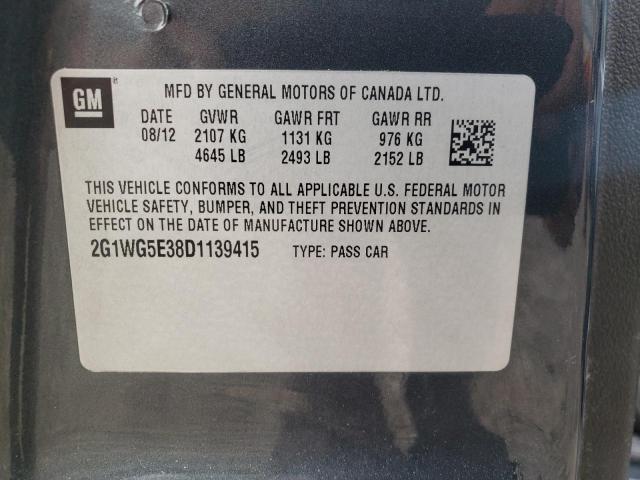 GM
MFD BY GENERAL MOTORS OF CANADA LTD.
DATE GVWR GAWR FRT GAWR RR
08/12 2107 KG 1131 KG 976 KG
4645 LB 2493 LB 2152 LB
THIS VEHICLE CONFORMS TO ALL APPLICABLE U.S. FEDERAL MOTOR
VEHICLE SAFETY, BUMPER, AND THEFT PREVENTION STANDARDS IN
EFFECT ON THE DATE OF MANUFACTURE SHOWN ABOVE.
2G1WG5E38D1139415 TYPE: PASS CAR